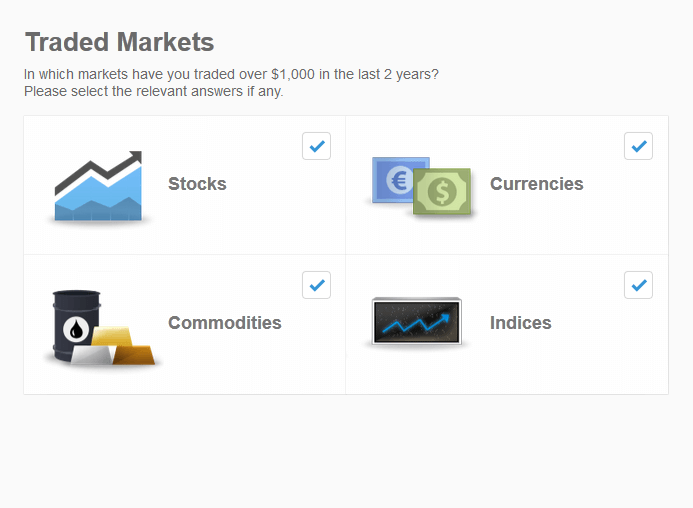 Traded Markets
In which markets have you traded over $1,000 in the last 2 years?
Please select the relevant answers if any.
Stocks
€
$
Currencies
Commodities
Indices